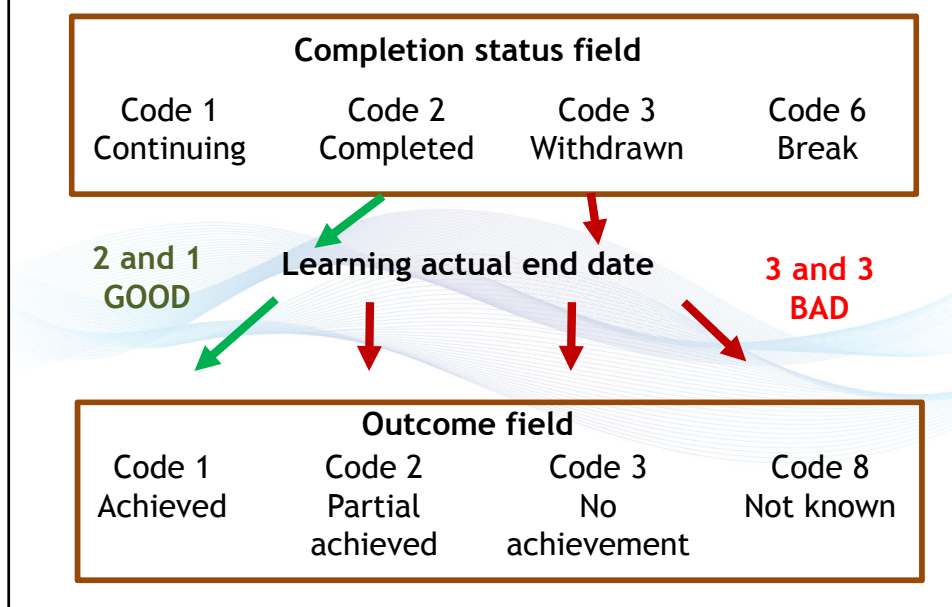 Completion status field
Code 1 Code 2 Code 3 Code 6
Continuing Completed Withdrawn Break
2 and 1
GOOD
Learning actual end date
3 and 3
BAD
Outcome field
Code 1 Code 2 Code 3 Code 8
Achieved Partial No Not known
achieved achievement